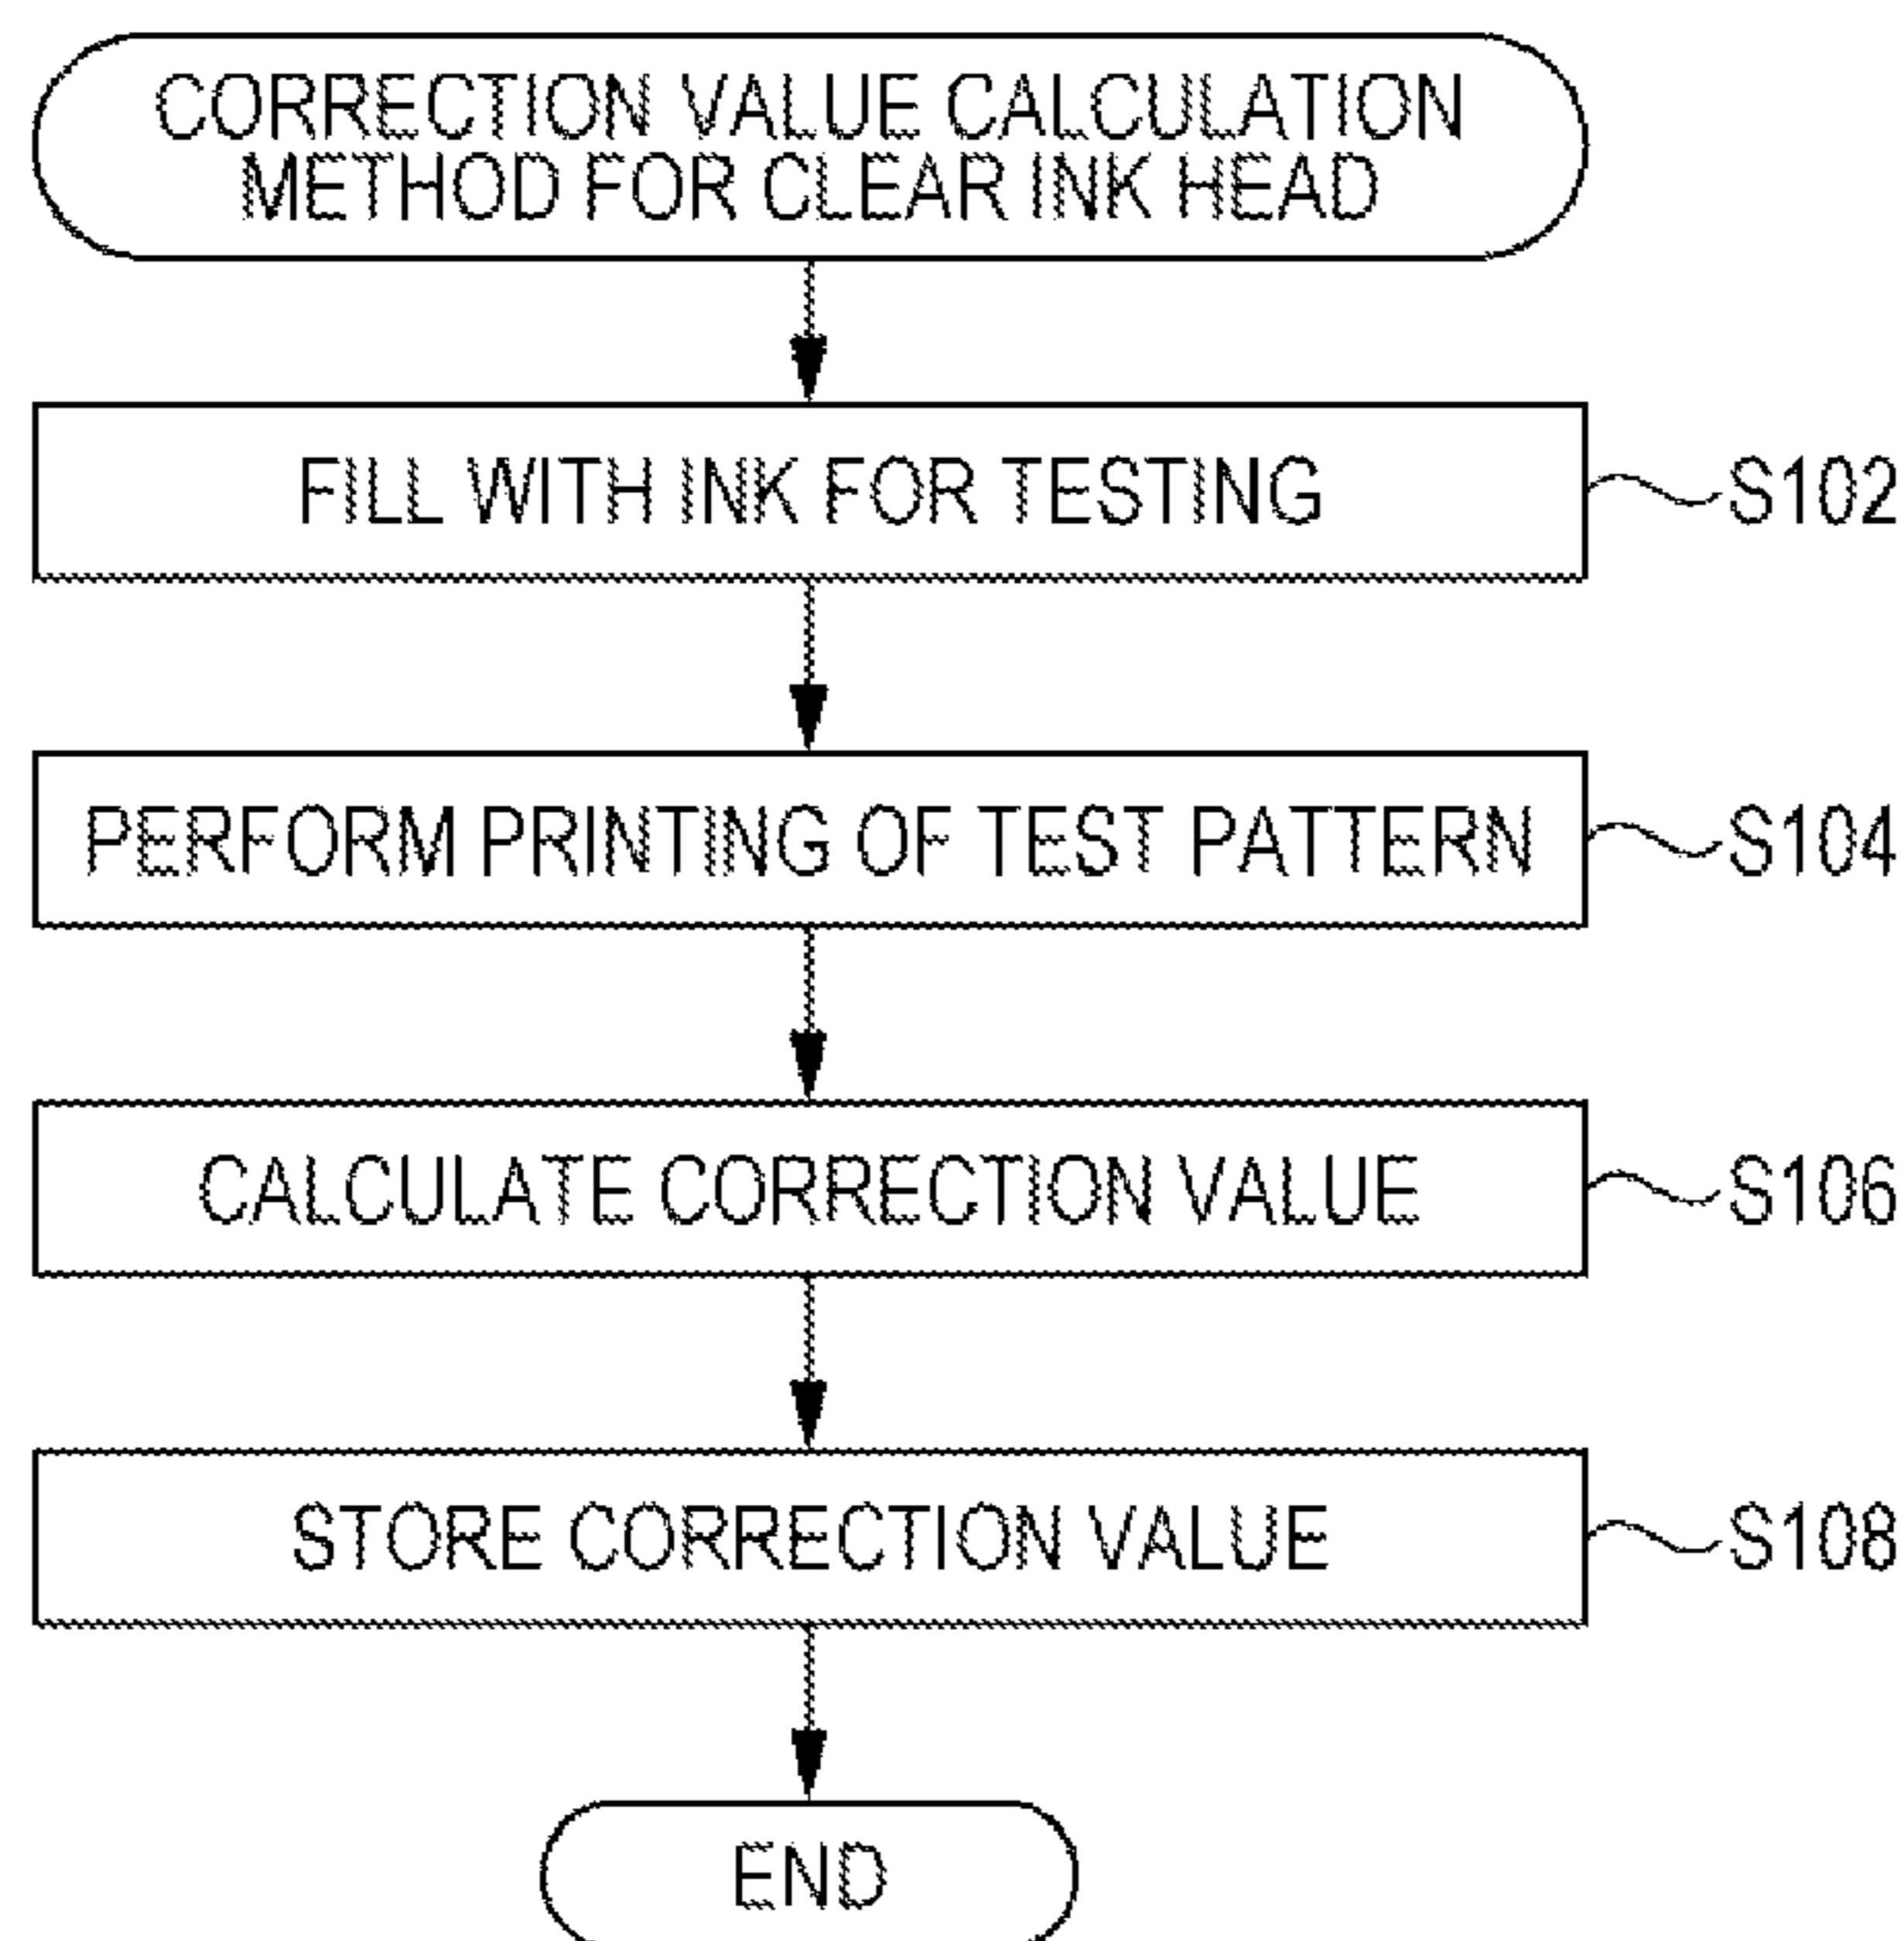 CORRECTION VALUE CALCULATION
METHOD FOR CLEAR INK HEAD
FILL WITH INK FOR TESTING
S102
PERFORM PRINTING OF TEST PATTERN
S104
CALCULATE CORRECTION VALUE
S106
STORE CORRECTION VALUE
S108
END